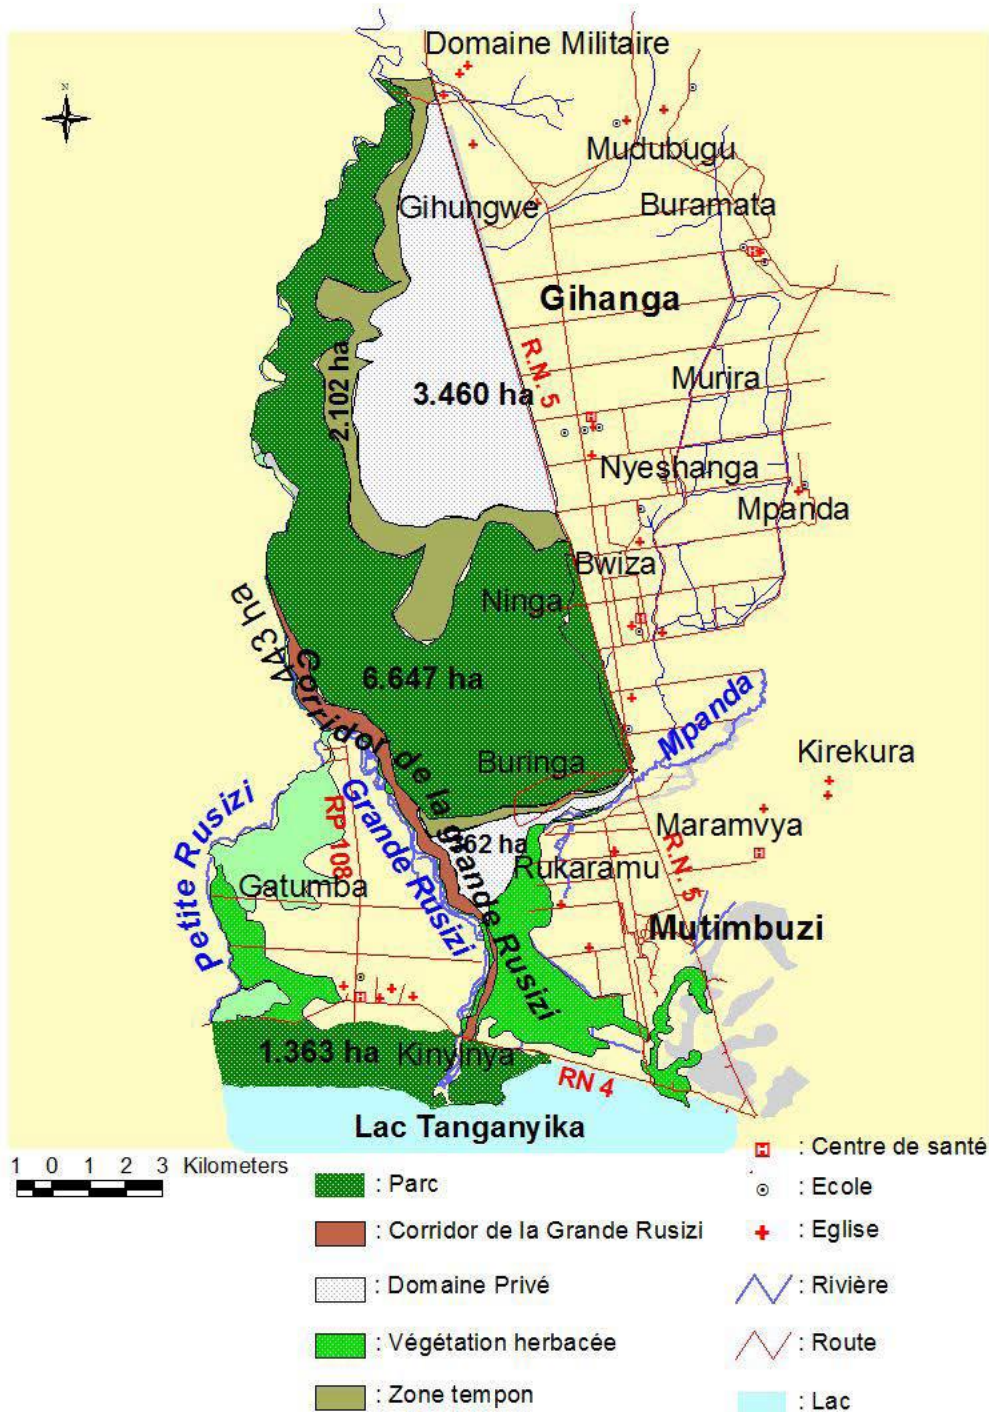 N
Domaine Militaire
Mudubugu
Gihungwe
Buramata
Gihanga
R.N. 5
2.102 ha
3.460 ha
Murira
Nyeshanga
Mpanda
Bwiza
Ninga
443 ha
Corridor de la grande Rusizi
6.647 ha
Mpanda
Buringa
Kirekura
Petite Rusizi
RP 108
Grande Rusizi
62 ha
Maramvya
Rukaramu
R.N. 5
Gatumba
Mutimbuzi
1.363 ha
Kinyinya
RN 4
Lac Tanganyika
1 0 1 2 3 Kilometers
: Parc
: Corridor de la Grande Rusizi
: Domaine Privé
: Végétation herbacée
: Zone tempon
H : Centre de santé
: Ecole
: Eglise
: Rivière
: Route
: Lac